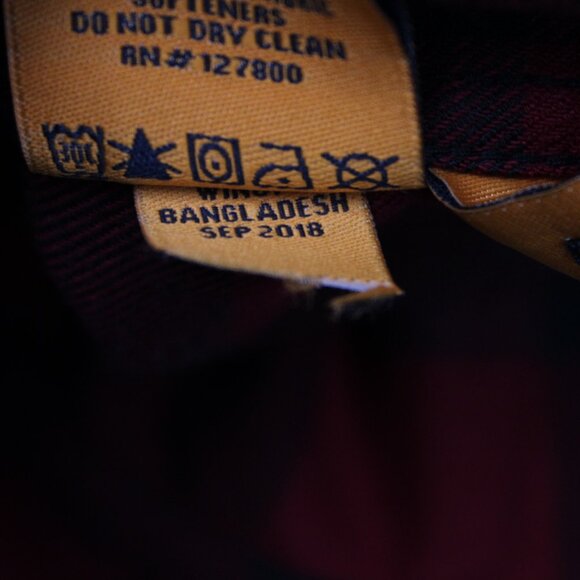 SOFTENERS
DO NOT DRY CLEAN
RN# 127800
30C
BANGLADESH
SEP 2018